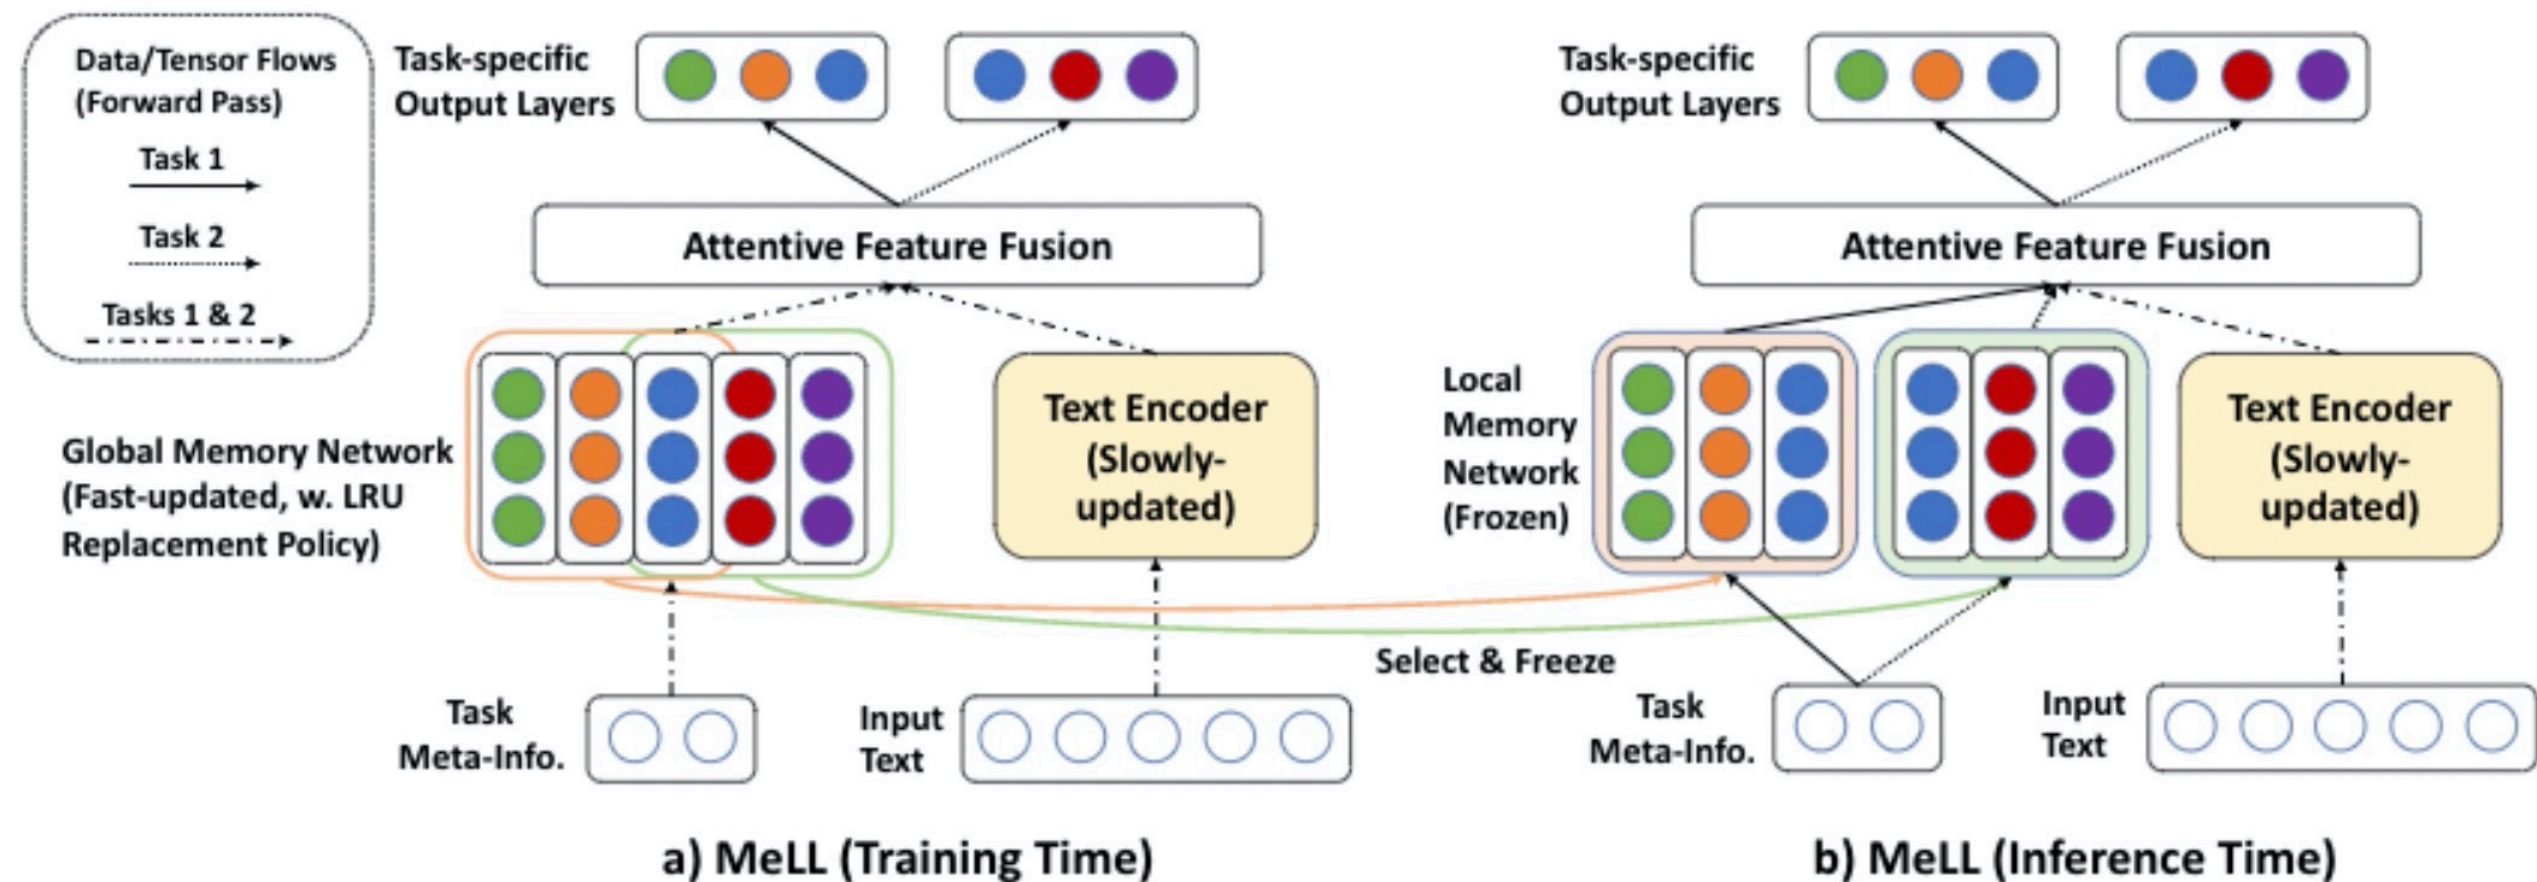 Data/Tensor Flows
(Forward Pass)
Task 1
Task 2
Tasks 1 & 2
Task-specific
Output Layers
Attentive Feature Fusion
Global Memory Network
(Fast-updated, w. LRU
Replacement Policy)
Text Encoder
(Slowly-
updated)
Task
Meta-Info.
Input
Text
a) MeLL (Training Time)
Select & Freeze
Task-specific
Output Layers
Attentive Feature Fusion
Local
Memory
Network
(Frozen)
Text Encoder
(Slowly-
updated)
Task
Meta-Info.
Input
Text
b) MeLL (Inference Time)